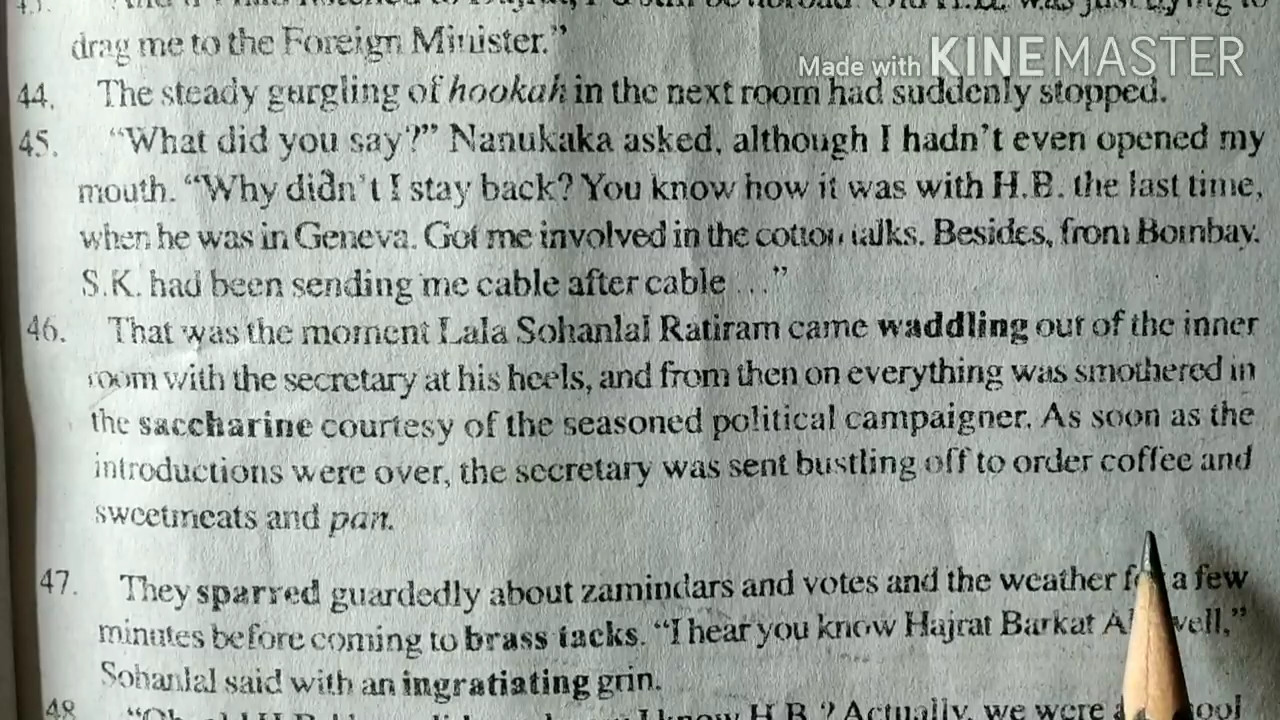 drag me to the Foreign Minister."
Made with KINEMASTER
44. The steady gurgling of hookah in the next room had suddenly stopped.
45. "What did you say?" Nanukaka asked, although I hadn't even opened my
mouth. "Why didn't I stay back? You know how it was with H.B. the last time,
when he was in Geneva. Got me involved in the cotton talks. Besides, from Bombay.
S.K. had been sending me cable after cable ..."
46. That was the moment Lala Sohanlal Ratiram came waddling out of the inner
room with the secretary at his heels, and from then on everything was smothered in
the saccharine courtesy of the seasoned political campaigner. As soon as the
introductions were over, the secretary was sent bustling off to order coffee and
sweetmeats and pan.
47. They sparred guardedly about zamindars and votes and the weather a few
minutes before coming to brass tacks. "I hear you know Hajrat Barkat well,"
Sohanlal said with an ingratiating grin.
48 I know H.B.? Actually, we were